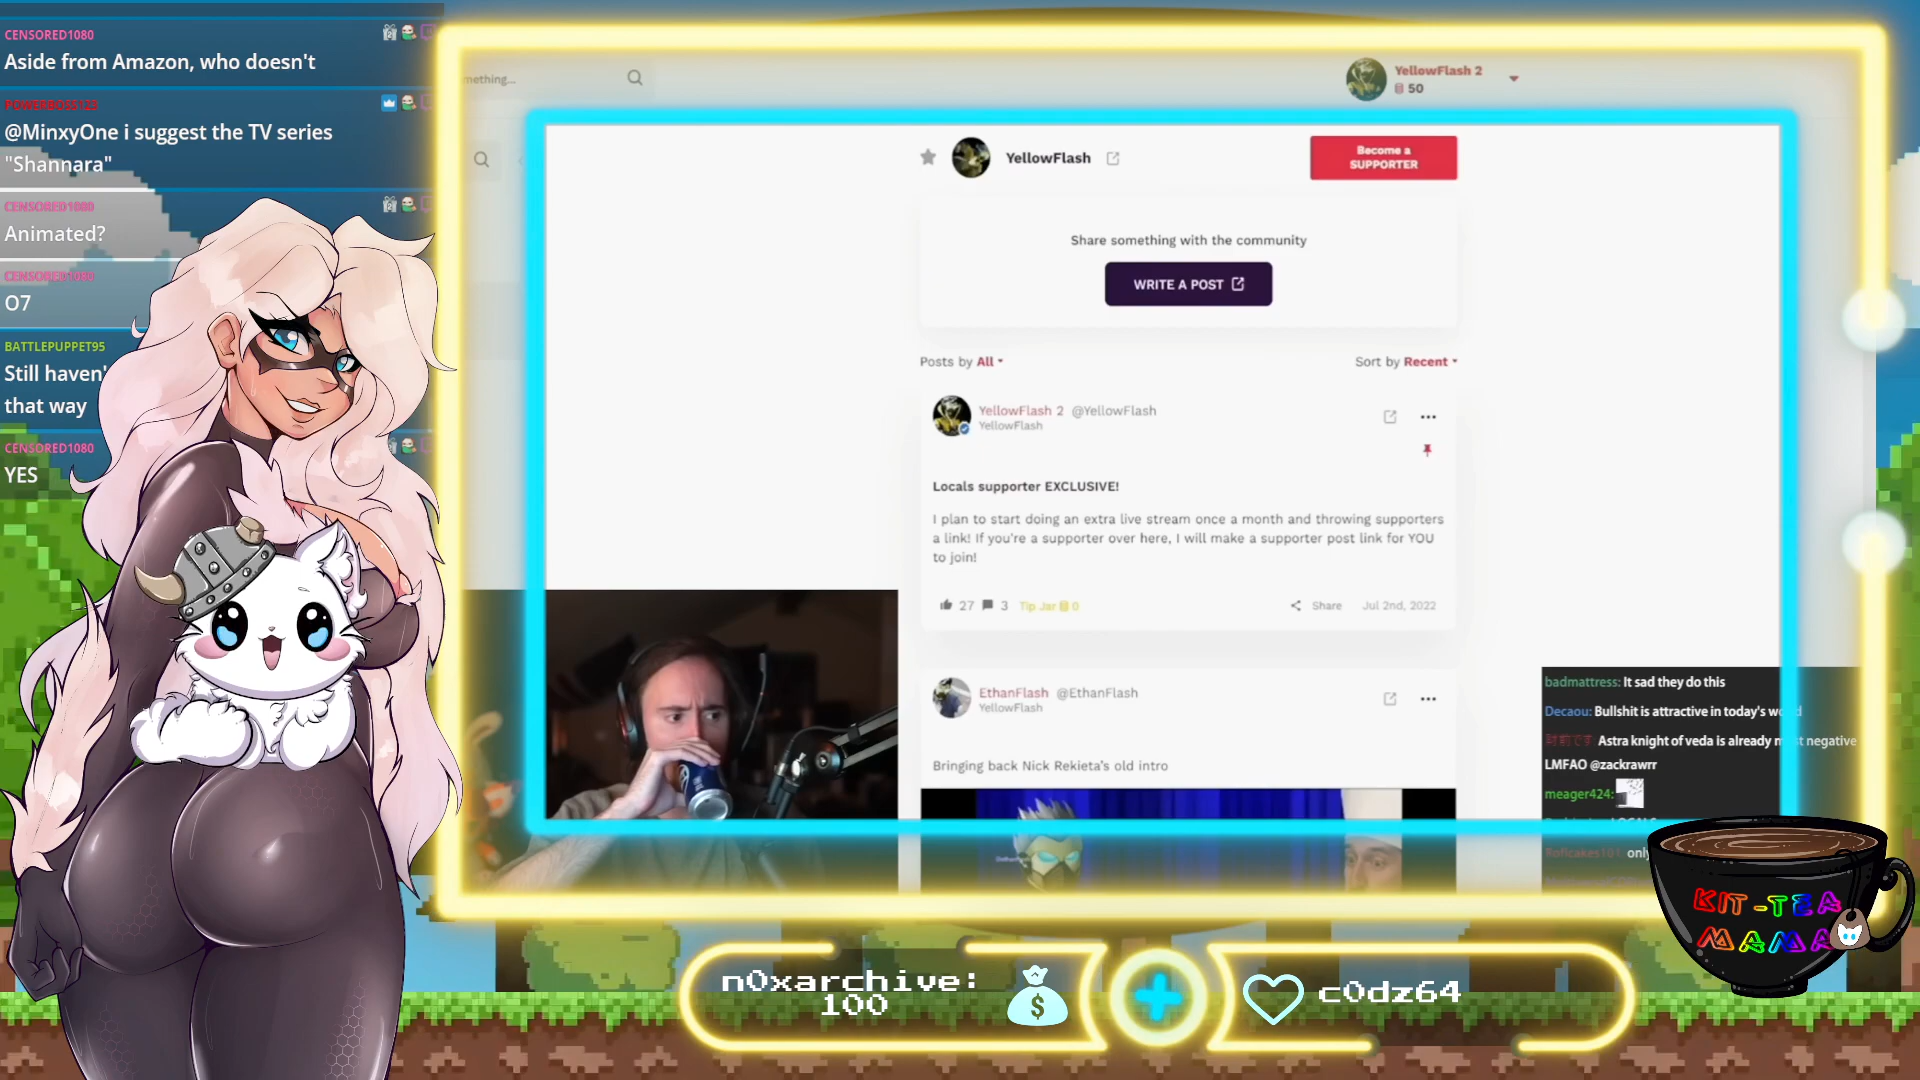 CENSORED1080
Aside from Amazon, who doesn't
POWERBOSS123
@MinxyOne i suggest the TV series
"Shannara"
CENSORED1080
Animated?
CENSORED1080
O7
BATTLEPUPPET95
Still haven'
that way
CENSORED1080
YES
mething...
YellowFlash 2
50
YellowFlash
Become a
SUPPORTER
Share something with the community
WRITE A POST
Posts by All
Sort by Recent
YellowFlash 2 @YellowFlash
YellowFlash
Locals supporter EXCLUSIVE!
I plan to start doing an extra live stream once a month and throwing supporters
a link! If you're a supporter over here, I will make a supporter post link for YOU
to join!
27 3 Tip Jar 0
Share Jul 2nd, 2022
EthanFlash @EthanFlash
YellowFlash
Bringing back Nick Rekieta's old intro
badmattress: It sad they do this
Decaou: Bullshit is attractive in today's
Astra knight of veda is already negative
LMFAO @zackrawrr
meager424:
KIT-TEA
MAMA
n0xarchive:
100
c0dz64